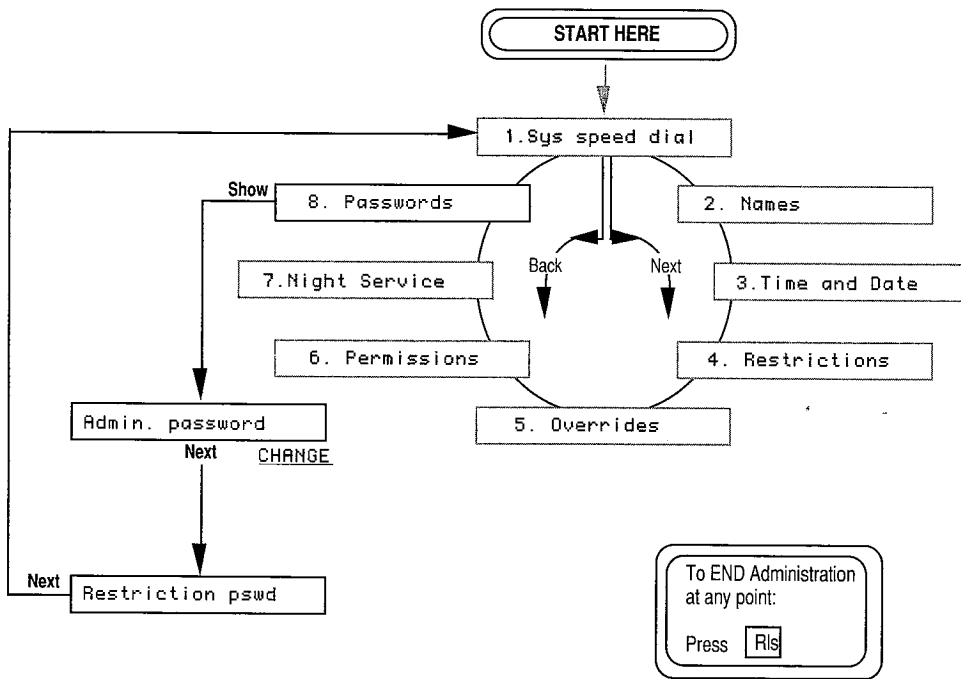 START HERE
1.Sys speed dial
Show
8. Passwords
2. Names
Back
Next
7.Night Service
3.Time and Date
6. Permissions
4. Restrictions
5. Overrides
Admin. password
Next
CHANGE
Next
Restriction pswd
To END Administration
at any point:
Press Rls